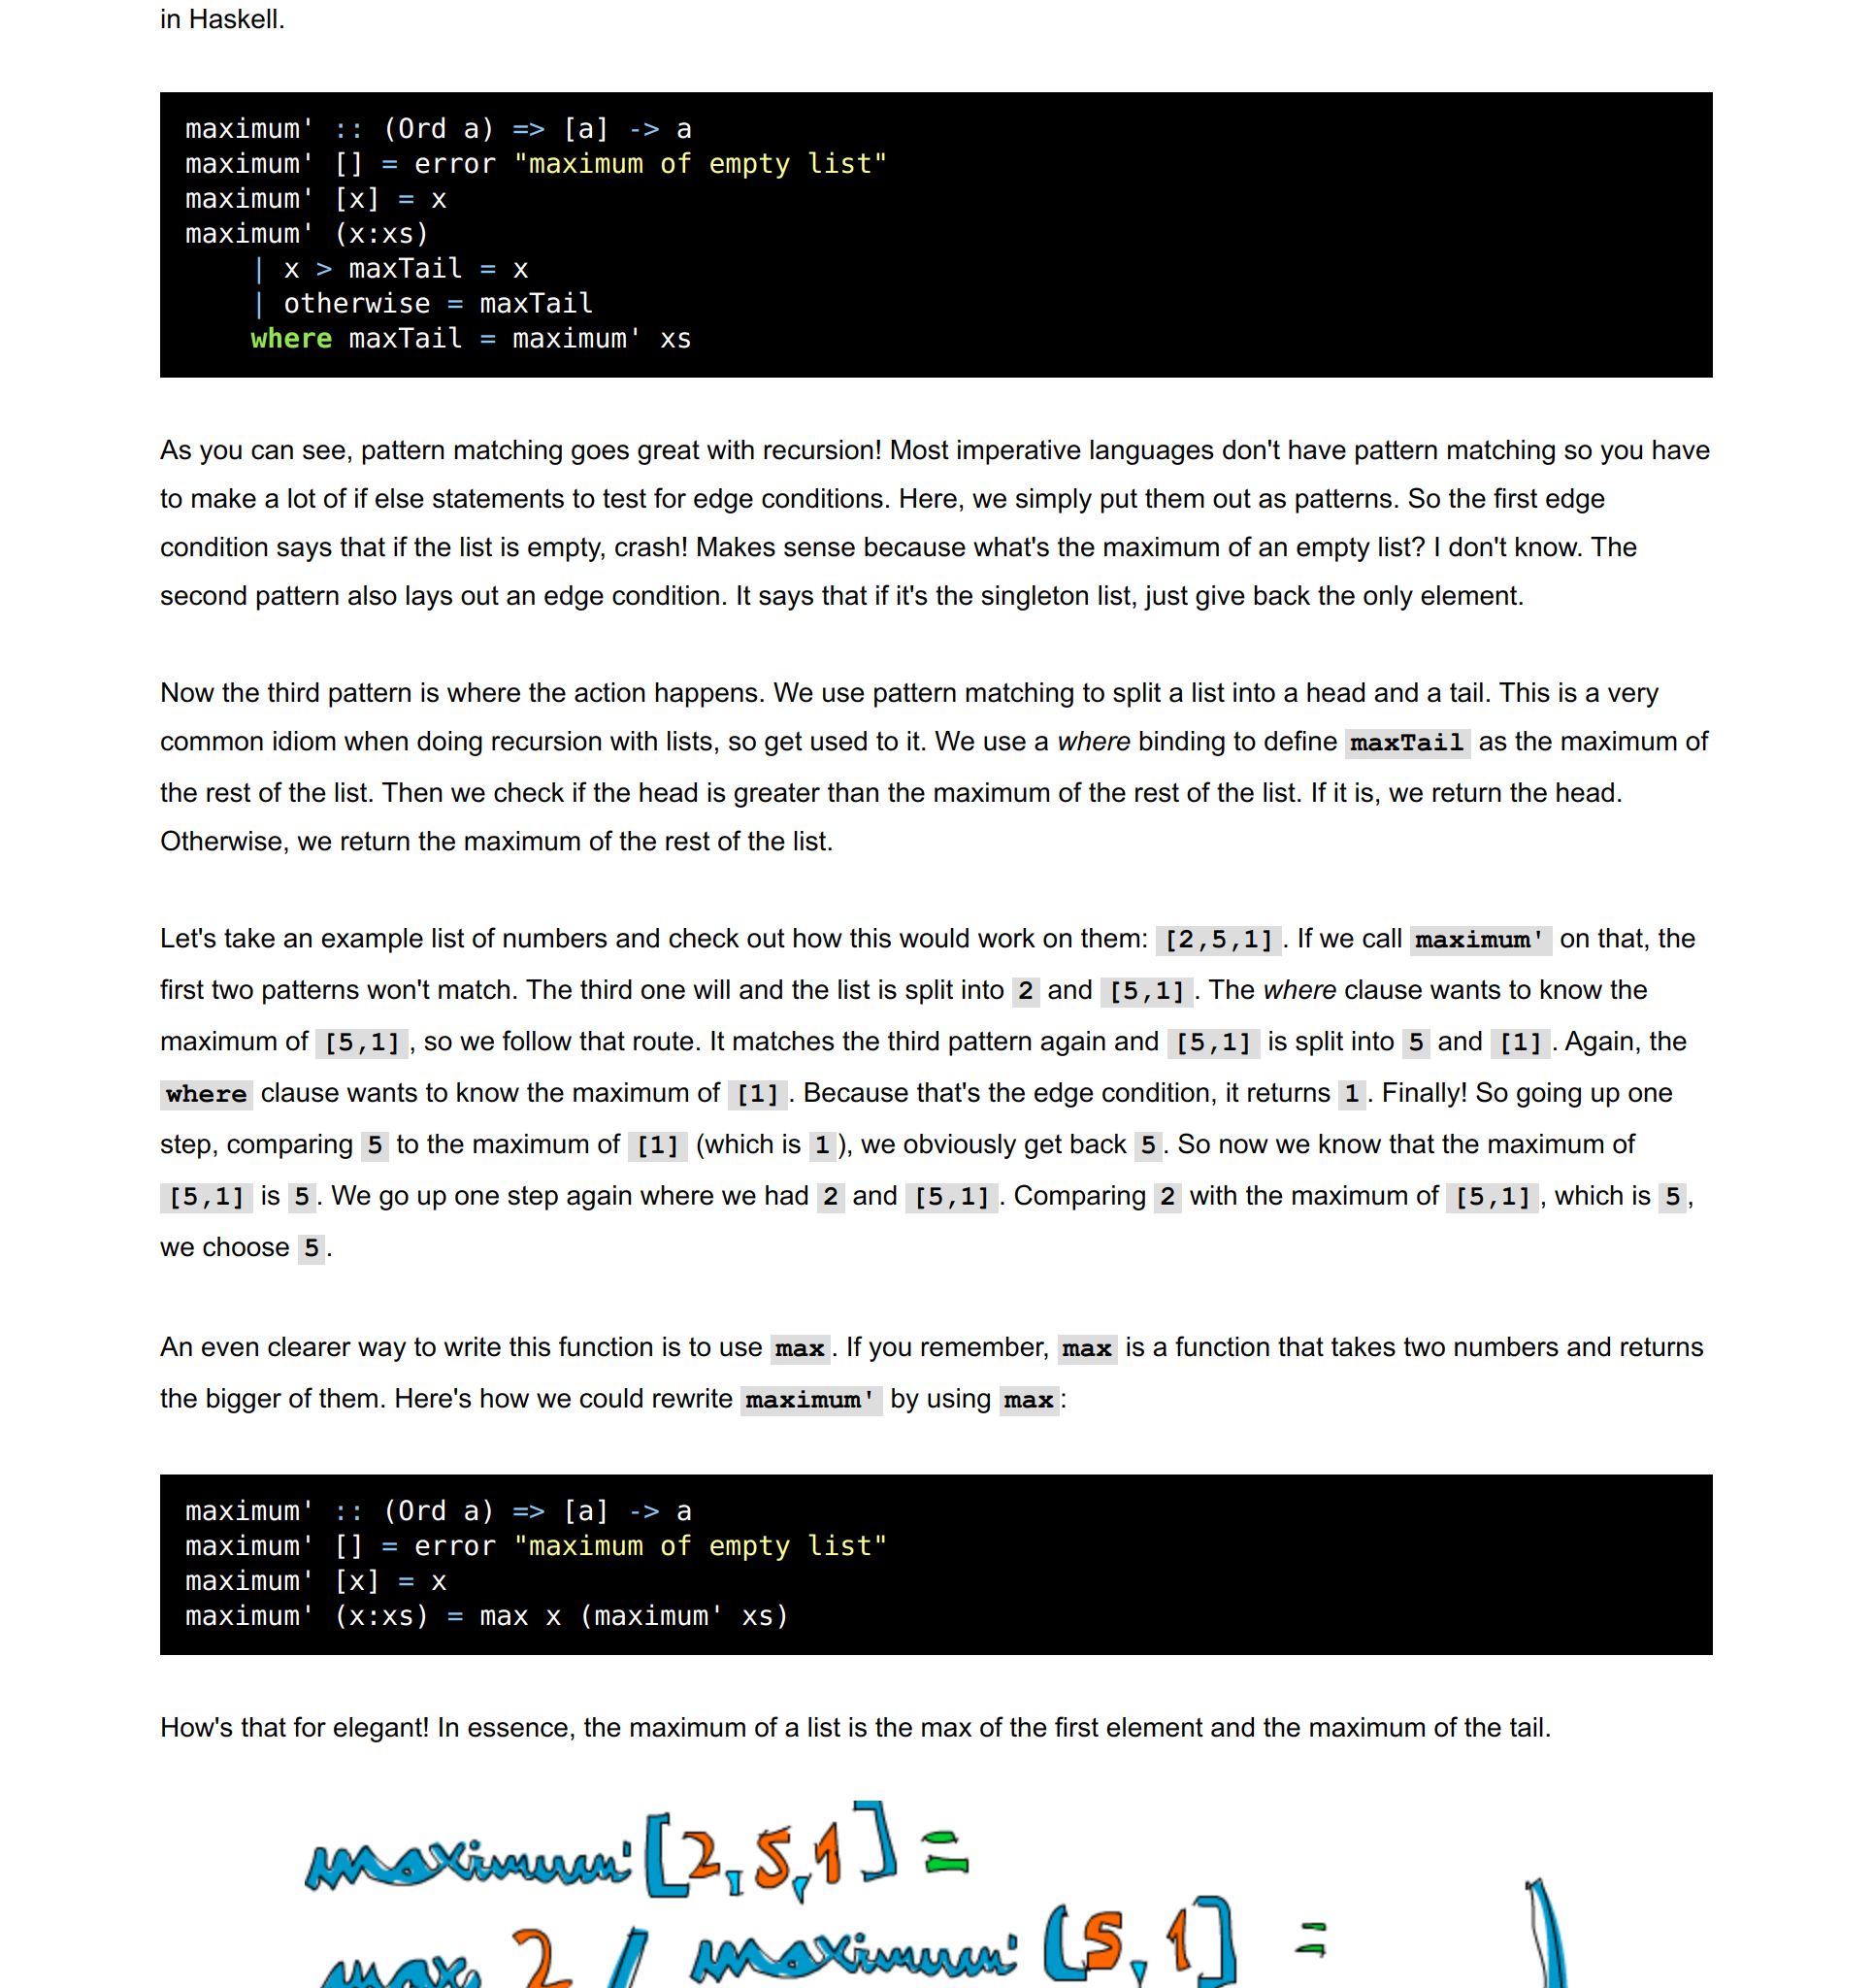 in Haskell.
maximum' :: (Ord a) => [a] -> a
maximum' [] = error "maximum of empty list"
maximum' [x] = x
maximum' (x:xs)
    | x > maxTail = x
    | otherwise = maxTail
    where maxTail = maximum' xs
As you can see, pattern matching goes great with recursion! Most imperative languages don't have pattern matching so you have
to make a lot of if else statements to test for edge conditions. Here, we simply put them out as patterns. So the first edge
condition says that if the list is empty, crash! Makes sense because what's the maximum of an empty list? I don't know. The
second pattern also lays out an edge condition. It says that if it's the singleton list, just give back the only element.
Now the third pattern is where the action happens. We use pattern matching to split a list into a head and a tail. This is a very
common idiom when doing recursion with lists, so get used to it. We use a where binding to define maxTail as the maximum of
the rest of the list. Then we check if the head is greater than the maximum of the rest of the list. If it is, we return the head.
Otherwise, we return the maximum of the rest of the list.
Let's take an example list of numbers and check out how this would work on them: [2,5,1]. If we call maximum' on that, the
first two patterns won't match. The third one will and the list is split into 2 and [5,1]. The where clause wants to know the
maximum of [5,1], so we follow that route. It matches the third pattern again and [5,1] is split into 5 and [1]. Again, the
where clause wants to know the maximum of [1]. Because that's the edge condition, it returns 1. Finally! So going up one
step, comparing 5 to the maximum of [1] (which is 1), we obviously get back 5. So now we know that the maximum of
[5,1] is 5. We go up one step again where we had 2 and [5,1]. Comparing 2 with the maximum of [5,1], which is 5,
we choose 5.
An even clearer way to write this function is to use max. If you remember, max is a function that takes two numbers and returns
the bigger of them. Here's how we could rewrite maximum' by using max:
maximum' :: (Ord a) => [a] -> a
maximum' [] = error "maximum of empty list"
maximum' [x] = x
maximum' (x:xs) = max x (maximum' xs)
How's that for elegant! In essence, the maximum of a list is the max of the first element and the maximum of the tail.
maximum' [2,5,1] =
max 2 (maximum' [5,1] = )